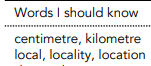 Words I should know
centimetre, kilometre
local, locality, location